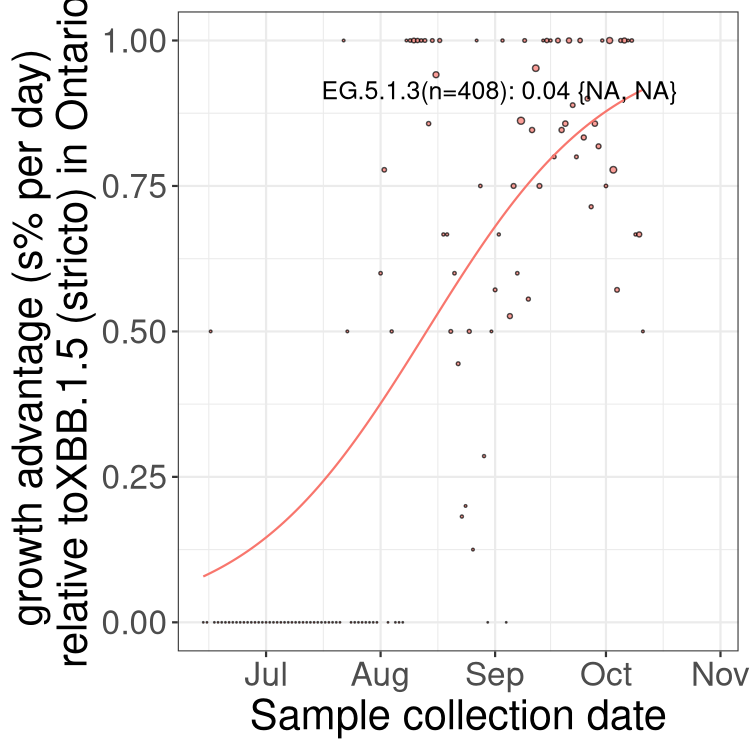 growth advantage (s% per day)
relative toXBB.1.5 (stricto) in Ontario
1.00
0.75
0.50
0.25
0.00
EG.5.1.3(n=408): 0.04 {NA, NA}
Jul Aug Sep Oct Nov
Sample collection date